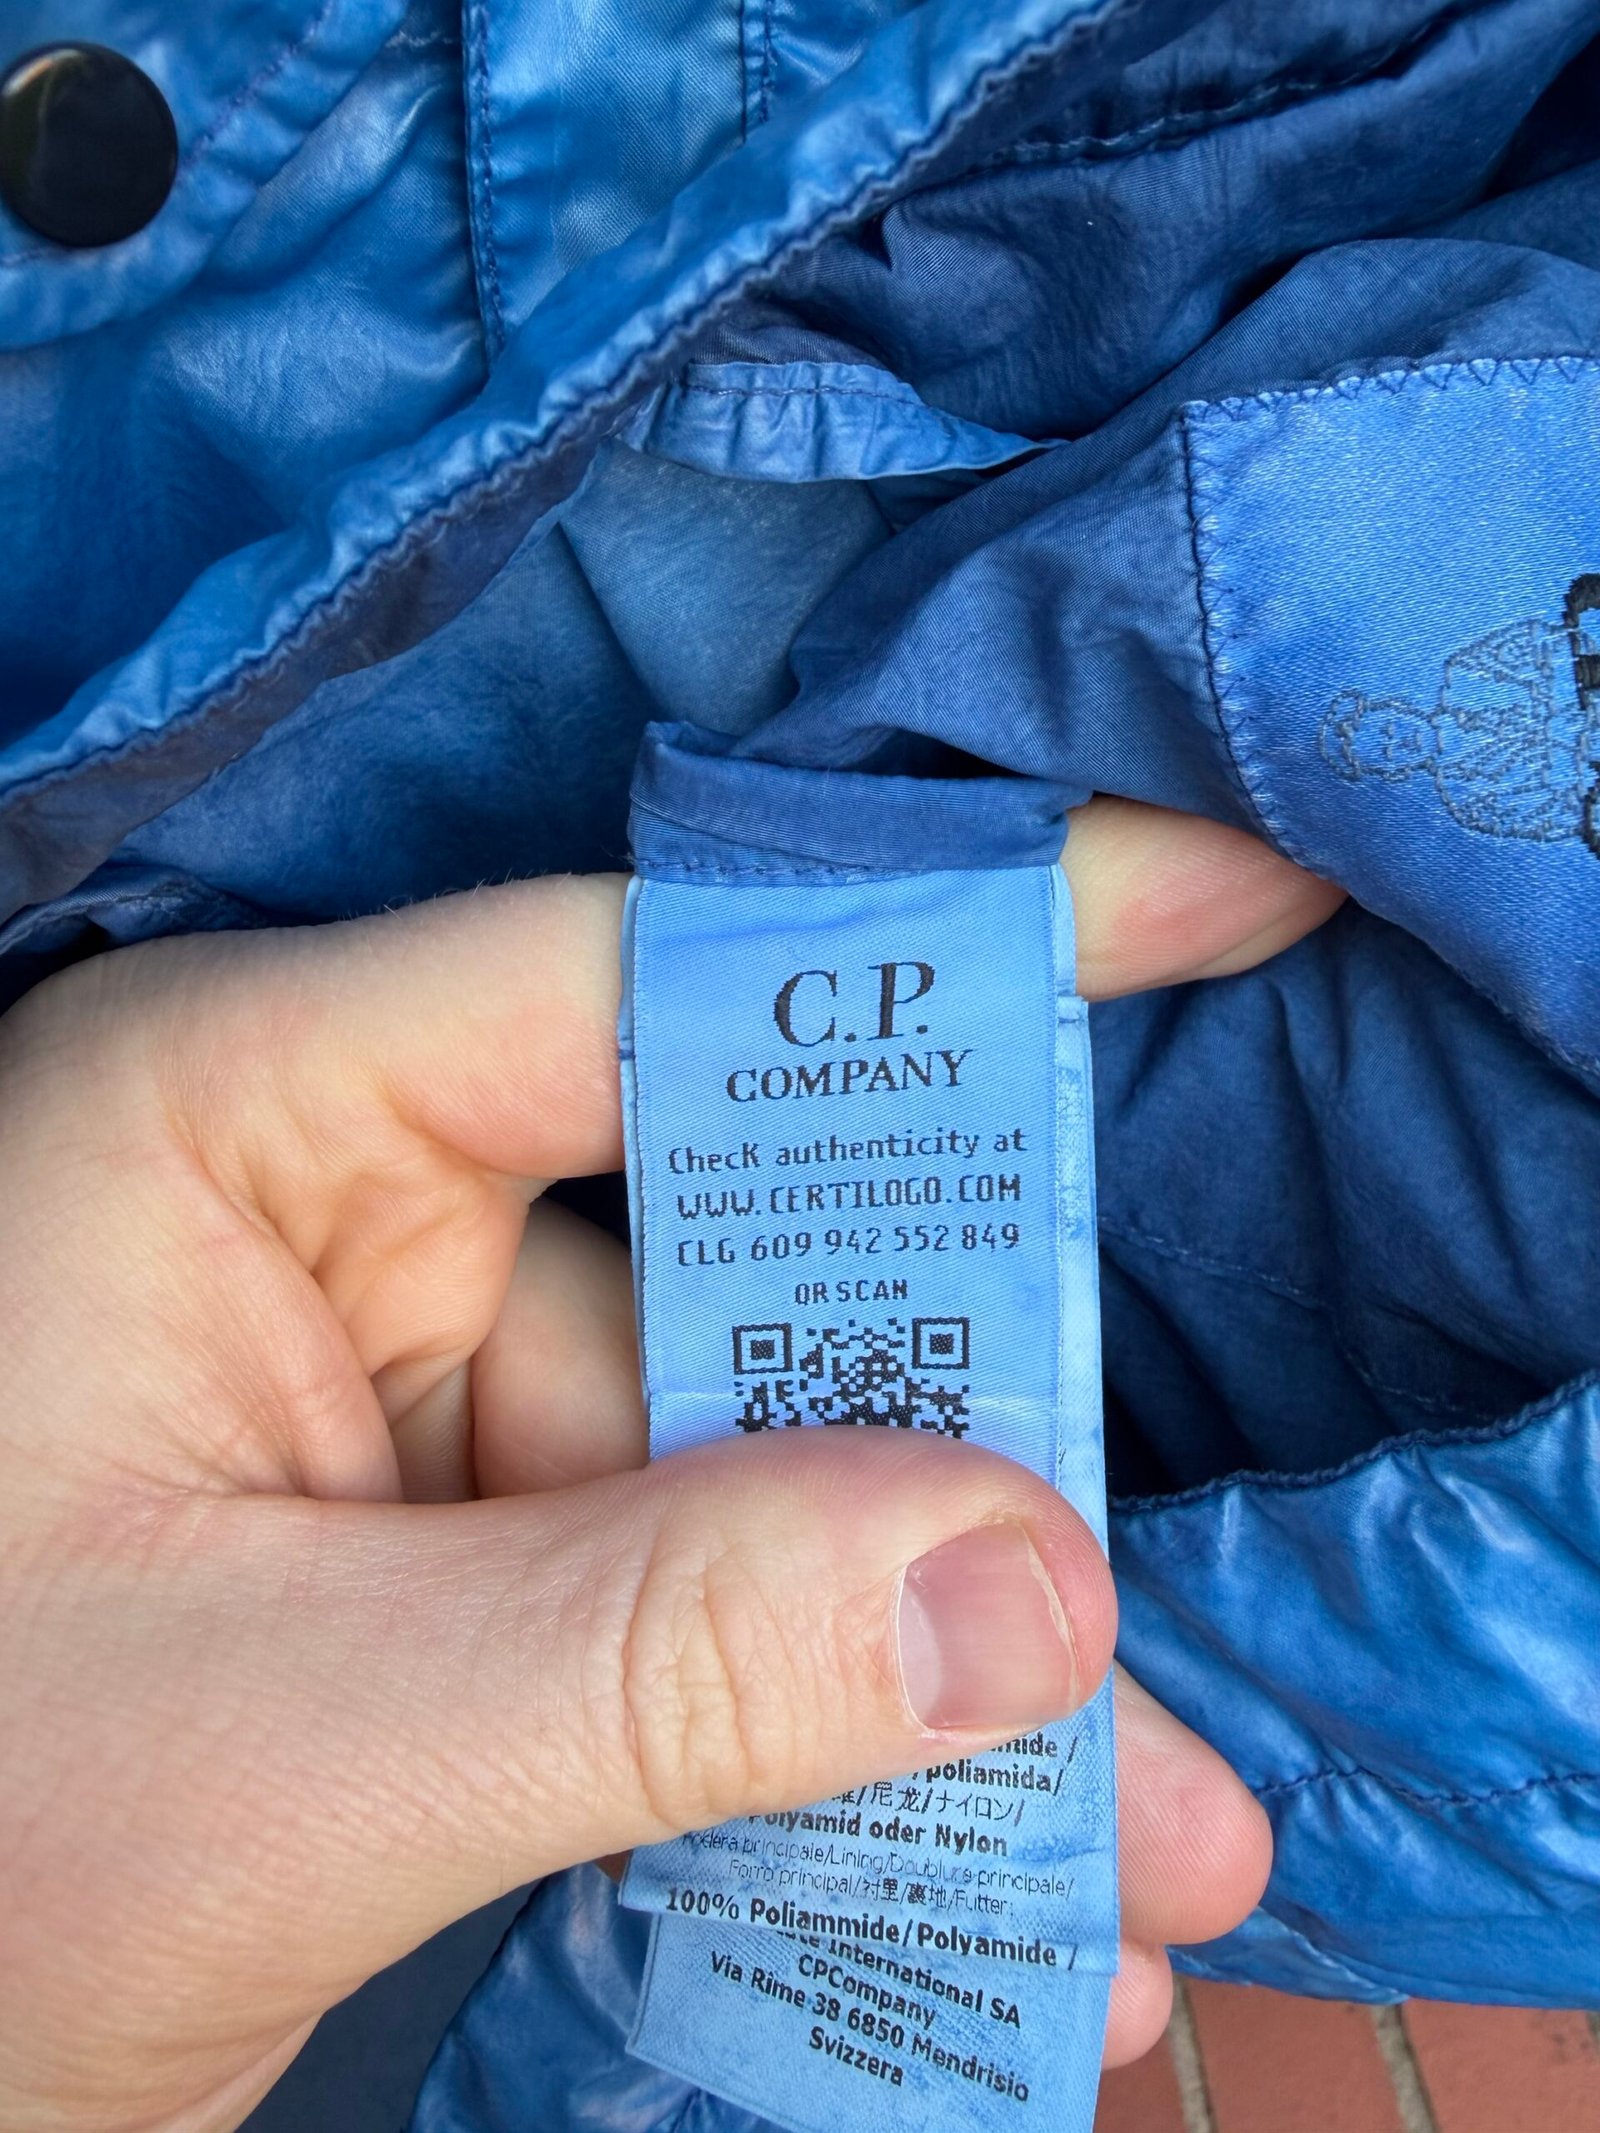 C.P.
COMPANY
Check authenticity at
WWW.CERTILOGO.COM
CLG 609 942 552 849
QR SCAN
poliamida/
尼龙/ナイロン/
Polyamid oder Nylon
principale/Lining/Doublure principale/
Forro principal/衬里/裏地/Futter:
100% Poliammide/Polyamide /
International SA
CPCompany
Via Rime 38 6850 Mendrisio
Svizzera